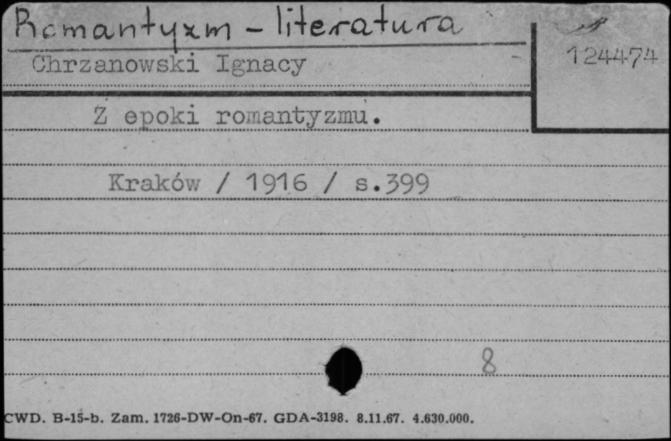 Romantyzm - literatura
124474
Chrzanowski Ignacy
Z epoki romantyzmu.
Kraków / 1916 / s.399
8
CWD. B-15-b. Zam. 1726-DW-On-67. GDA-3198. 8.11.67. 4.630.000.